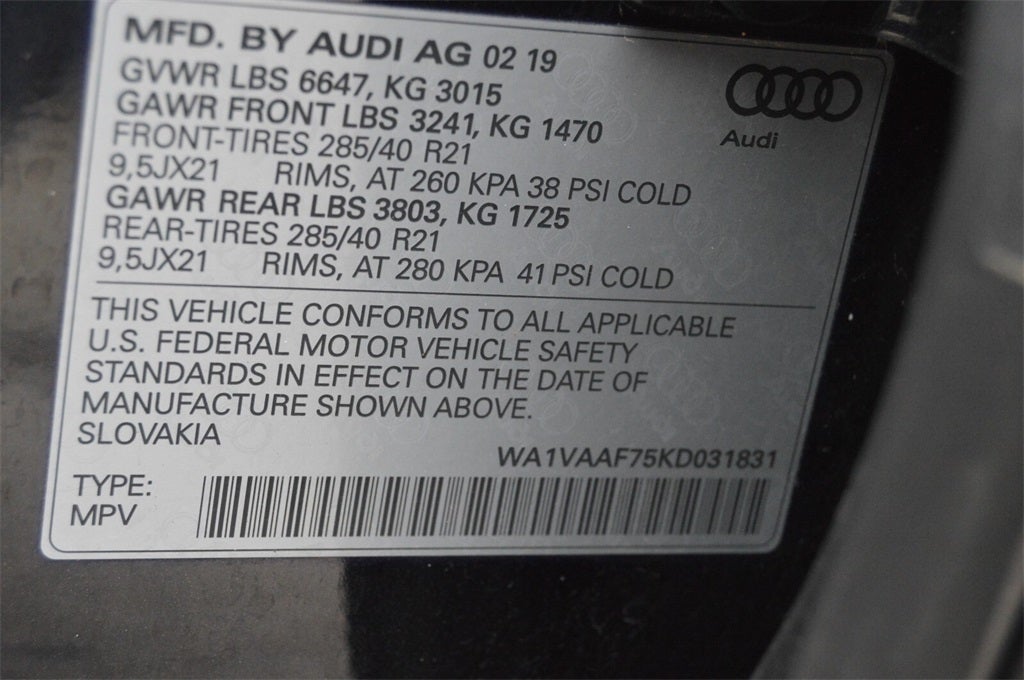 MFD. BY AUDI AG 02 19
GVWR LBS 6647, KG 3015
GAWR FRONT LBS 3241, KG 1470
FRONT-TIRES 285/40 R21
9,5JX21 RIMS, AT 260 KPA 38 PSI COLD
GAWR REAR LBS 3803, KG 1725
REAR-TIRES 285/40 R21
9,5JX21 RIMS, AT 280 KPA 41 PSI COLD
Audi
THIS VEHICLE CONFORMS TO ALL APPLICABLE
U.S. FEDERAL MOTOR VEHICLE SAFETY
STANDARDS IN EFFECT ON THE DATE OF
MANUFACTURE SHOWN ABOVE.
SLOVAKIA
WA1VAAF75KD031831
TYPE:
MPV